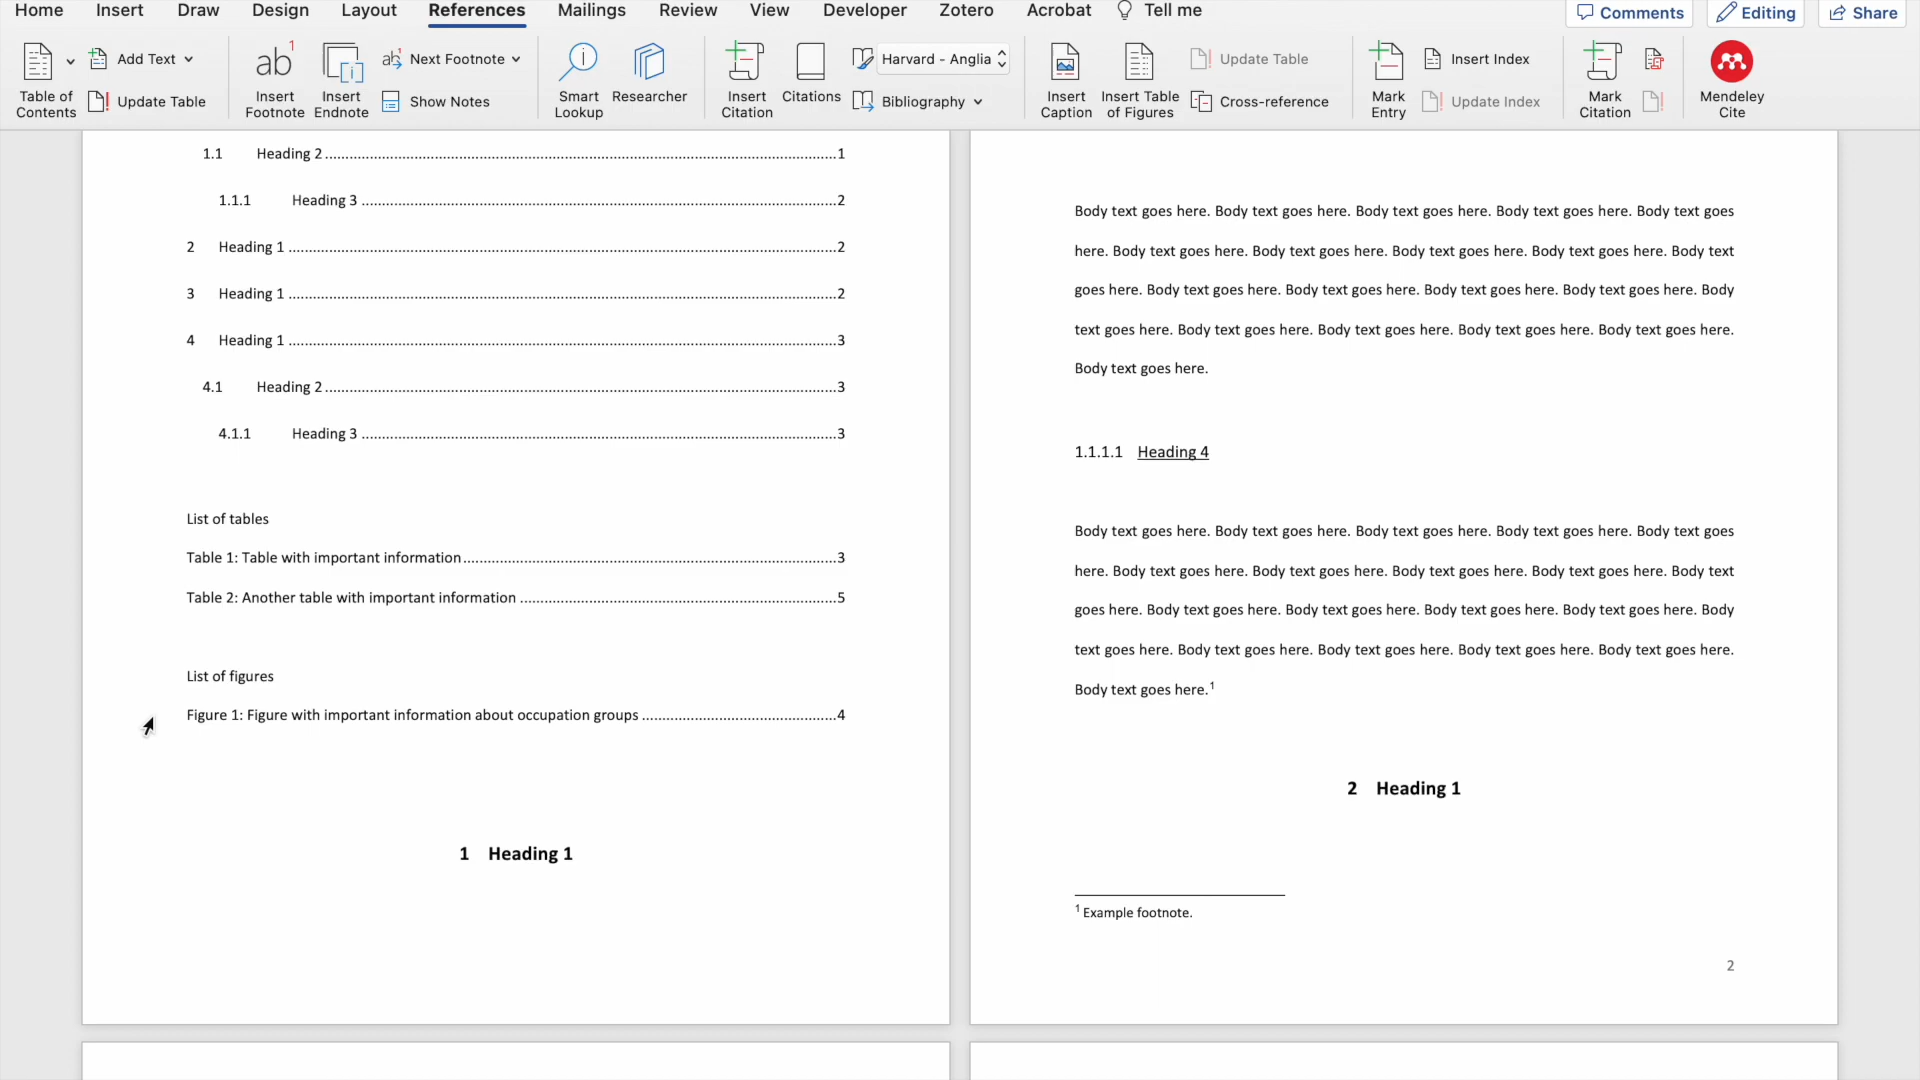 Home Insert Draw Design Layout References Mailings Review View Developer Zotero Acrobat Tell me Comments Editing Share
Table of Contents
Add Text
Update Table
ab1
Insert Footnote
Insert Endnote
ab1 Next Footnote
Show Notes
Smart Lookup
Researcher
Insert Citation
Citations
Harvard - Anglia
Bibliography
Insert Caption
Insert Table of Figures
Update Table
Cross-reference
Mark Entry
Insert Index
Update Index
Mark Citation
Mendeley Cite
1.1 Heading 2 ........ 1
1.1.1 Heading 3 ........ 2
2 Heading 1 ........ 2
3 Heading 1 ........ 2
4 Heading 1 ........ 3
4.1 Heading 2 ........ 3
4.1.1 Heading 3 ........ 3
List of tables
Table 1: Table with important information ........ 3
Table 2: Another table with important information ........ 5
List of figures
Figure 1: Figure with important information about occupation groups ........ 4
1 Heading 1
Body text goes here. Body text goes here. Body text goes here. Body text goes here. Body text goes
here. Body text goes here. Body text goes here. Body text goes here. Body text goes here. Body text
goes here. Body text goes here. Body text goes here. Body text goes here. Body text goes here. Body
text goes here. Body text goes here. Body text goes here. Body text goes here. Body text goes here.
Body text goes here.
1.1.1.1 Heading 4
Body text goes here. Body text goes here. Body text goes here. Body text goes here. Body text goes
here. Body text goes here. Body text goes here. Body text goes here. Body text goes here. Body text
goes here. Body text goes here. Body text goes here. Body text goes here. Body text goes here. Body
text goes here. Body text goes here. Body text goes here. Body text goes here. Body text goes here.
Body text goes here.1
2 Heading 1
1 Example footnote.
2